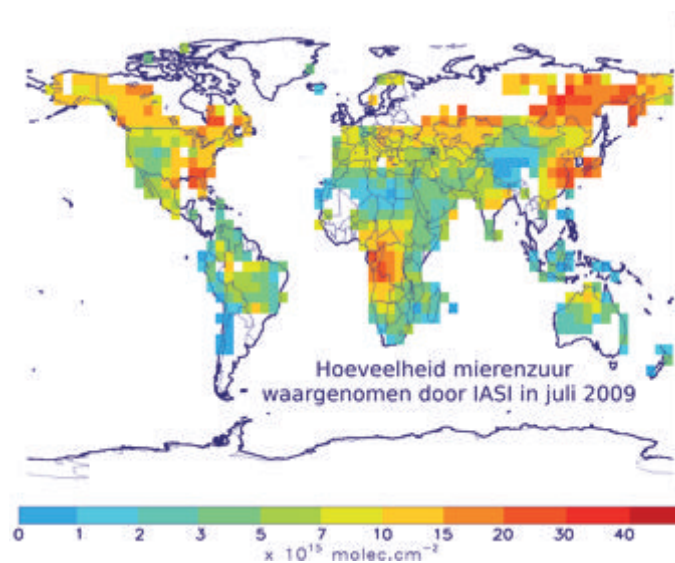 Hoeveelheid mierenzuur
waargenomen door IASI in juli 2009
0 1 2 3 5 7 10 15 20 30 40
x 10¹⁵ molec.cm⁻²